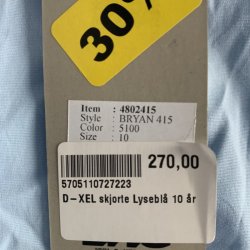 30%
Item : 4802415
Style : BRYAN 415
Color : 5100
Size : 10
270,00
5705110727223
D-XEL skjorte Lyseblå 10 år